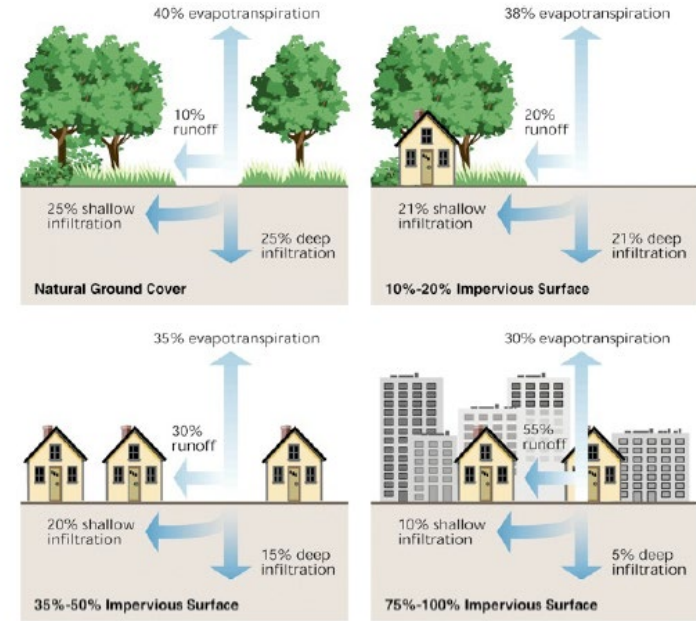 40% evapotranspiration
10%
runoff
25% shallow
infiltration
25% deep
infiltration
Natural Ground Cover
38% evapotranspiration
20%
runoff
21% shallow
infiltration
21% deep
infiltration
10%-20% Impervious Surface
35% evapotranspiration
30%
runoff
20% shallow
infiltration
15% deep
infiltration
35%-50% Impervious Surface
30% evapotranspiration
55%
runoff
10% shallow
infiltration
5% deep
infiltration
75%-100% Impervious Surface